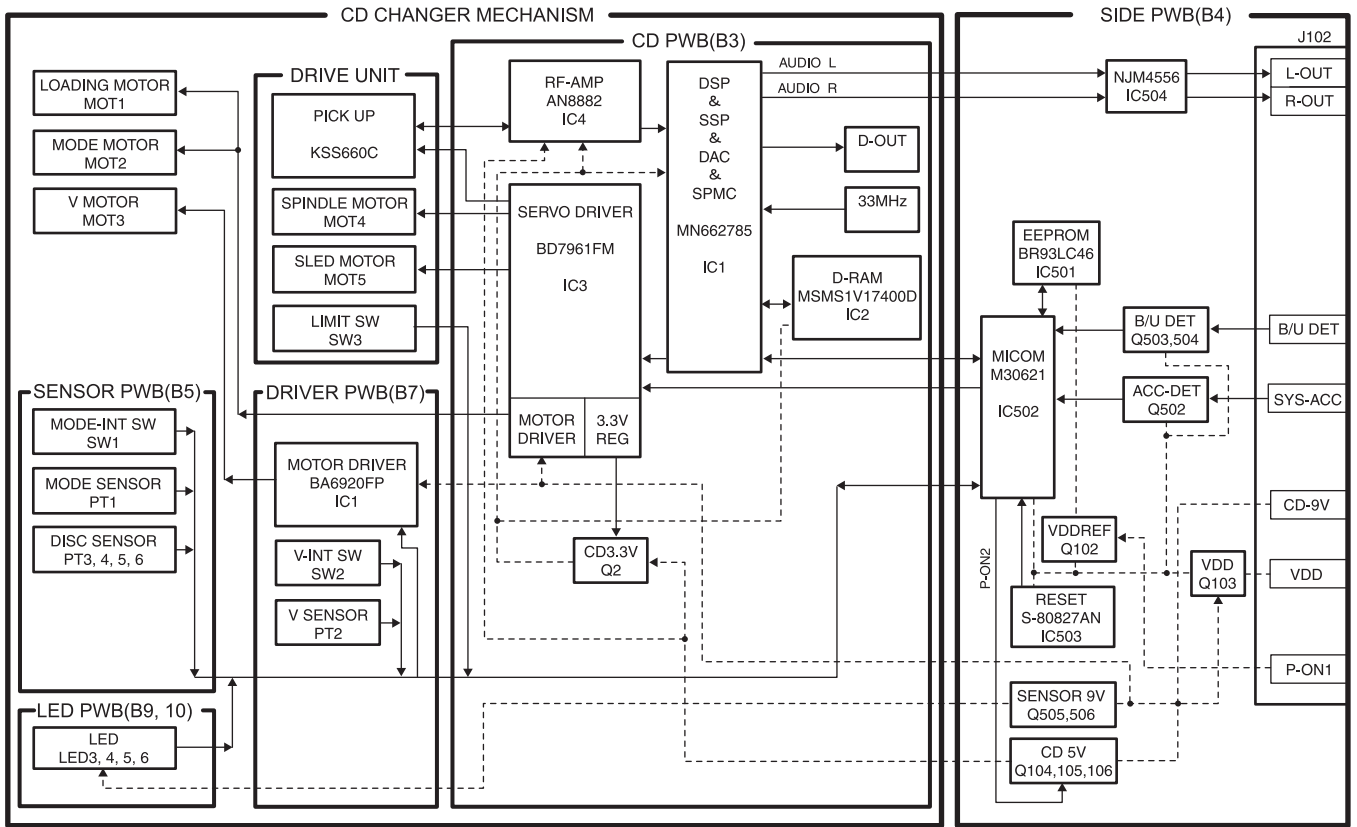 CD CHANGER MECHANISM
SIDE PWB(B4)
CD PWB(B3)
J102
LOADING MOTOR
MOT1
MODE MOTOR
MOT2
V MOTOR
MOT3
DRIVE UNIT
PICK UP
KSS660C
SPINDLE MOTOR
MOT4
SLED MOTOR
MOT5
LIMIT SW
SW3
RF-AMP
AN8882
IC4
SERVO DRIVER
BD7961FM
IC3
MOTOR
DRIVER
3.3V
REG
CD3.3V
Q2
DSP
&
SSP
&
DAC
&
SPMC
MN662785
IC1
AUDIO L
AUDIO R
D-OUT
33MHz
D-RAM
MSMS1V17400D
IC2
NJM4556
IC504
L-OUT
R-OUT
EEPROM
BR93LC46
IC501
MICOM
M30621
IC502
B/U DET
Q503,504
ACC-DET
Q502
B/U DET
SYS-ACC
CD-9V
VDD
P-ON1
VDDREF
Q102
VDD
Q103
P-ON2
RESET
S-80827AN
IC503
SENSOR 9V
Q505,506
CD 5V
Q104,105,106
SENSOR PWB(B5)
MODE-INT SW
SW1
MODE SENSOR
PT1
DISC SENSOR
PT3, 4, 5, 6
DRIVER PWB(B7)
MOTOR DRIVER
BA6920FP
IC1
V-INT SW
SW2
V SENSOR
PT2
LED PWB(B9, 10)
LED
LED3, 4, 5, 6